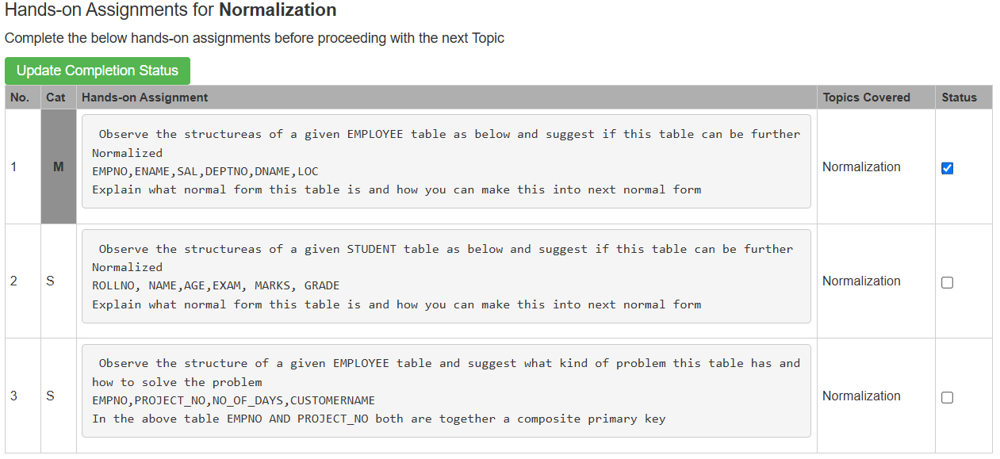 Hands-on Assignments for Normalization
Complete the below hands-on assignments before proceeding with the next Topic
Update Completion Status
No. Cat Hands-on Assignment Topics Covered Status
1 M Normalization
Observe the structureas of a given EMPLOYEE table as below and suggest if this table can be further
Normalized
EMPNO,ENAME,SAL,DEPTNO,DNAME,LOC
Explain what normal form this table is and how you can make this into next normal form
2 S Normalization
Observe the structureas of a given STUDENT table as below and suggest if this table can be further
Normalized
ROLLNO, NAME,AGE,EXAM, MARKS, GRADE
Explain what normal form this table is and how you can make this into next normal form
3 S Normalization
Observe the structure of a given EMPLOYEE table and suggest what kind of problem this table has and
how to solve the problem
EMPNO,PROJECT_NO,NO_OF_DAYS,CUSTOMERNAME
In the above table EMPNO AND PROJECT_NO both are together a composite primary key